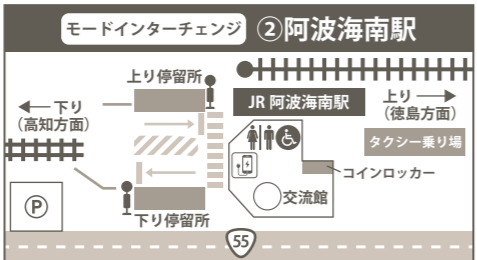 モードインターチェンジ ②阿波海南駅
上り停留所
← 下り
(高知方面)
JR 阿波海南駅
上り →
(徳島方面)
タクシー乗り場
コインロッカー
交流館
P
下り停留所
55